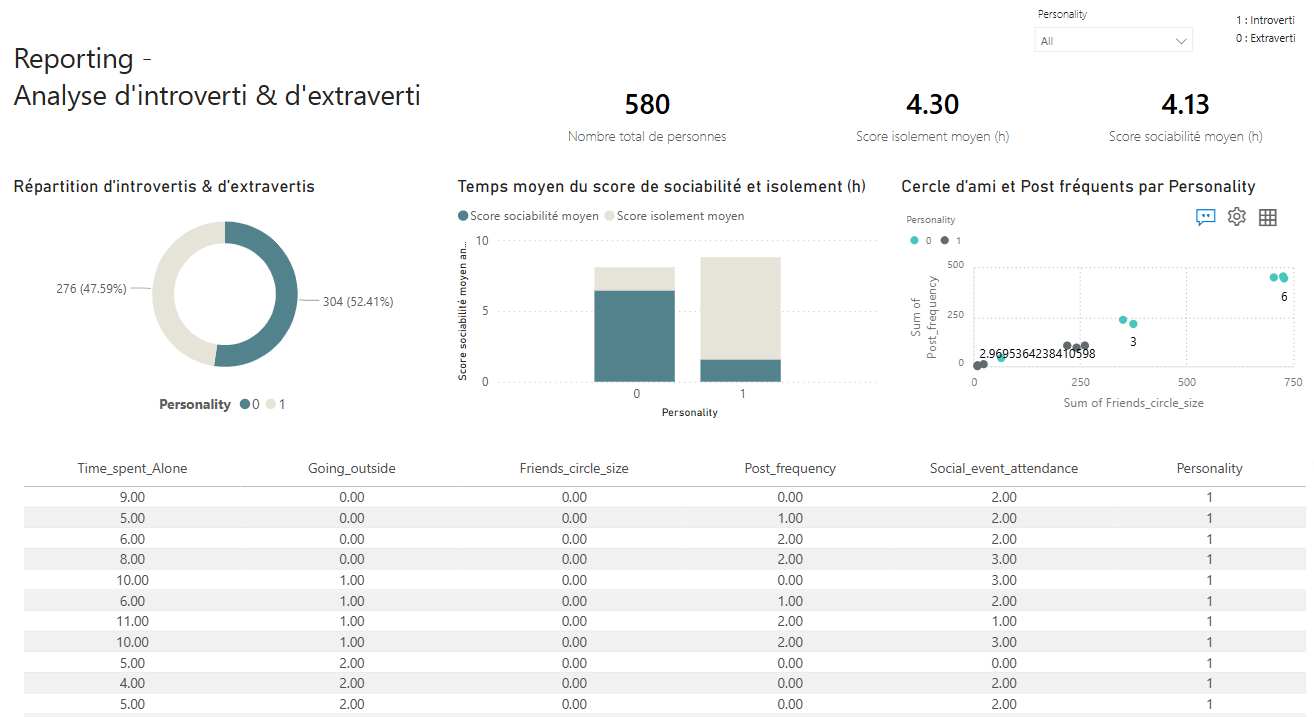 Personality
All
1 : Introverti
0 : Extraverti
Reporting -
Analyse d'introverti & d'extraverti
580
Nombre total de personnes
4.30
Score isolement moyen (h)
4.13
Score sociabilité moyen (h)
Répartition d'introvertis & d'extravertis
276 (47.59%)
304 (52.41%)
Personality 0 1
Temps moyen du score de sociabilité et isolement (h)
Score sociabilité moyen Score isolement moyen
Score sociabilité moyen an...
10
5
0
0 1
Personality
Cercle d'ami et Post fréquents par Personality
Personality
0 1
Sum of
Post_frequency
500
250
0
6
3
2.9695364238410598
0 250 500 750
Sum of Friends_circle_size
Time_spent_Alone Going_outside Friends_circle_size Post_frequency Social_event_attendance Personality
9.00 0.00 0.00 0.00 2.00 1
5.00 0.00 0.00 1.00 2.00 1
6.00 0.00 0.00 2.00 2.00 1
8.00 0.00 0.00 2.00 3.00 1
10.00 1.00 0.00 0.00 3.00 1
6.00 1.00 0.00 1.00 2.00 1
11.00 1.00 0.00 2.00 1.00 1
10.00 1.00 0.00 2.00 3.00 1
5.00 2.00 0.00 0.00 0.00 1
4.00 2.00 0.00 0.00 2.00 1
5.00 2.00 0.00 0.00 2.00 1